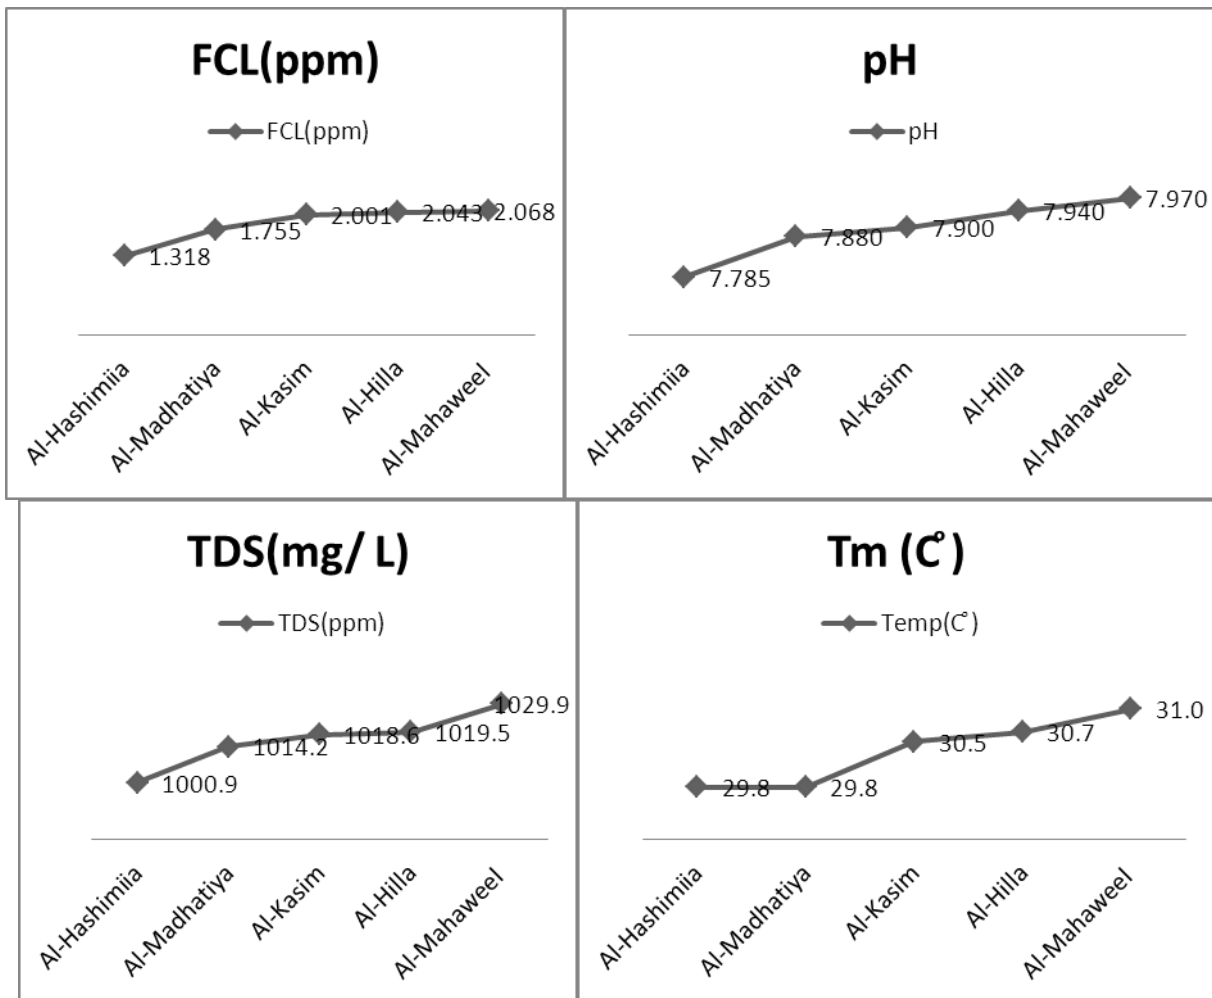 FCL(ppm)
FCL(ppm)
1.318
1.755
2.001
2.043
2.068
Al-Hashimiia
Al-Madhatiya
Al-Kasim
Al-Hilla
Al-Mahaweel
pH
pH
7.785
7.880
7.900
7.940
7.970
Al-Hashimiia
Al-Madhatiya
Al-Kasim
Al-Hilla
Al-Mahaweel
TDS(mg/ L)
TDS(ppm)
1000.9
1014.2
1018.6
1019.5
1029.9
Al-Hashimiia
Al-Madhatiya
Al-Kasim
Al-Hilla
Al-Mahaweel
Tm (C̊ )
Temp(C̊ )
29.8
29.8
30.5
30.7
31.0
Al-Hashimiia
Al-Madhatiya
Al-Kasim
Al-Hilla
Al-Mahaweel